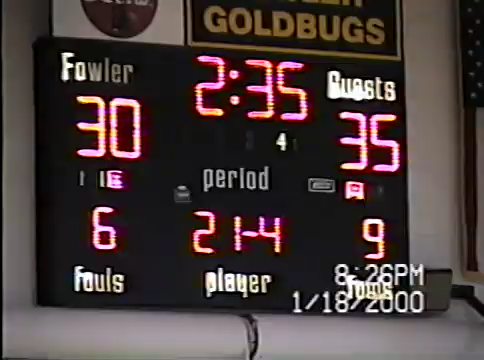 GOLDBUGS
Fowler 2:35 Guests
30 4 35
period
6 21-4 9
fouls player fouls
8:26PM
1/18/2000